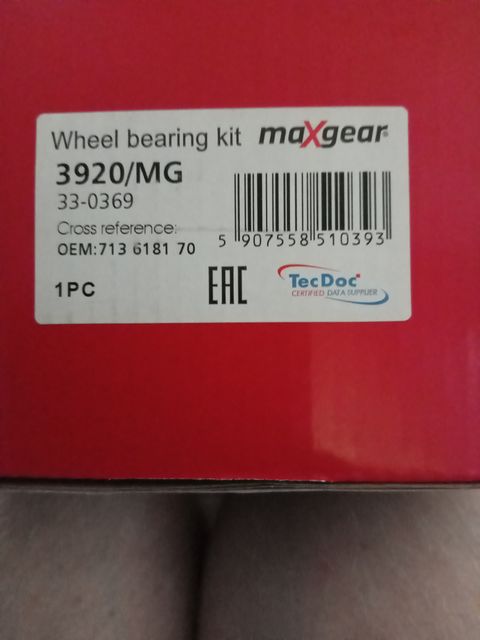 Wheel bearing kit maXgear
3920/MG
33-0369
Cross reference:
OEM:713 6181 70
5 907558 510393
1PC
EAC
TecDoc
CERTIFIED DATA SUPPLIER